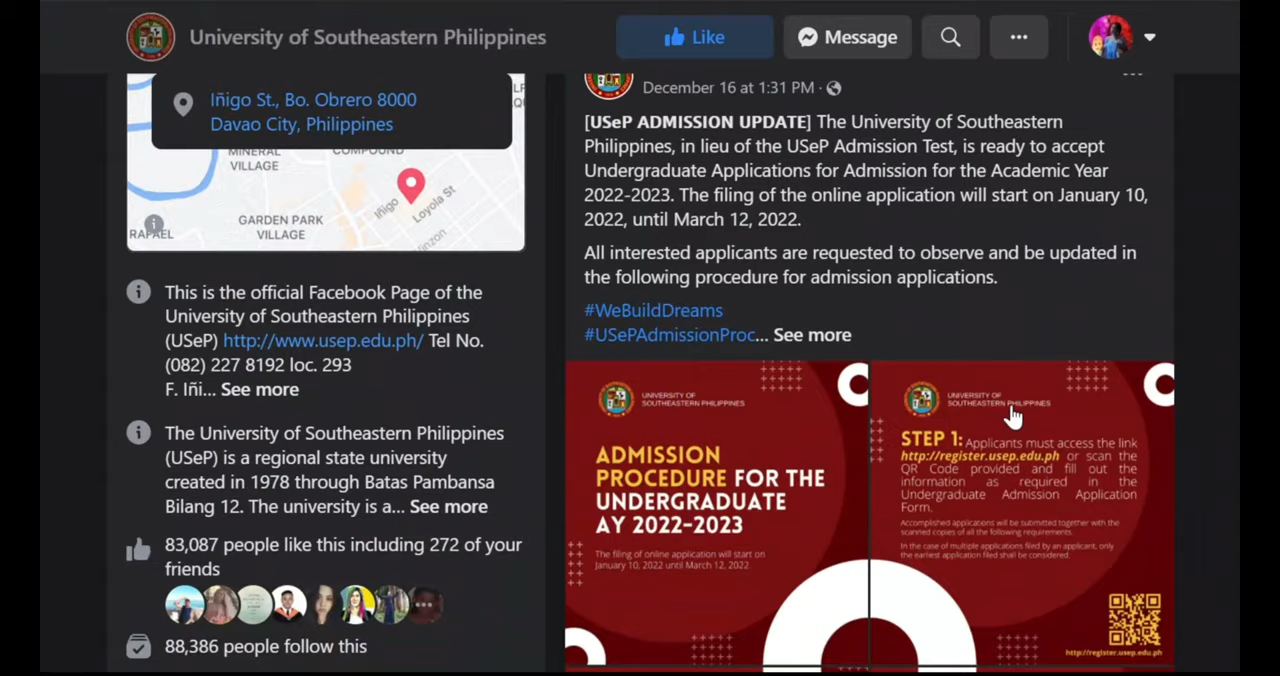 University of Southeastern Philippines
Like
Message
Iñigo St., Bo. Obrero 8000
Davao City, Philippines
MINERAL
VILLAGE
COMPOUND
Iñigo
Loyola St
GARDEN PARK
VILLAGE
RAFAEL
This is the official Facebook Page of the
University of Southeastern Philippines
(USeP) http://www.usep.edu.ph/ Tel No.
(082) 227 8192 loc. 293
F. Iñi... See more
The University of Southeastern Philippines
(USeP) is a regional state university
created in 1978 through Batas Pambansa
Bilang 12. The university is a... See more
83,087 people like this including 272 of your
friends
88,386 people follow this
December 16 at 1:31 PM ·
[USeP ADMISSION UPDATE] The University of Southeastern
Philippines, in lieu of the USeP Admission Test, is ready to accept
Undergraduate Applications for Admission for the Academic Year
2022-2023. The filing of the online application will start on January 10,
2022, until March 12, 2022.
All interested applicants are requested to observe and be updated in
the following procedure for admission applications.
#WeBuildDreams
#USePAdmissionProc... See more
UNIVERSITY OF
SOUTHEASTERN PHILIPPINES
ADMISSION
PROCEDURE FOR THE
UNDERGRADUATE
AY 2022-2023
The filing of online application will start on
January 10, 2022 until March 12, 2022
UNIVERSITY OF
SOUTHEASTERN PHILIPPINES
STEP 1: Applicants must access the link
http://register.usep.edu.ph or scan the
QR Code provided and fill out the
information as required in the
Undergraduate Admission Application
Form.
Accomplished applications will be submitted together with the
scanned copies of all the following requirements.
In the case of multiple applications filed by an applicant, only
the earliest application filed shall be considered.
http://register.usep.edu.ph